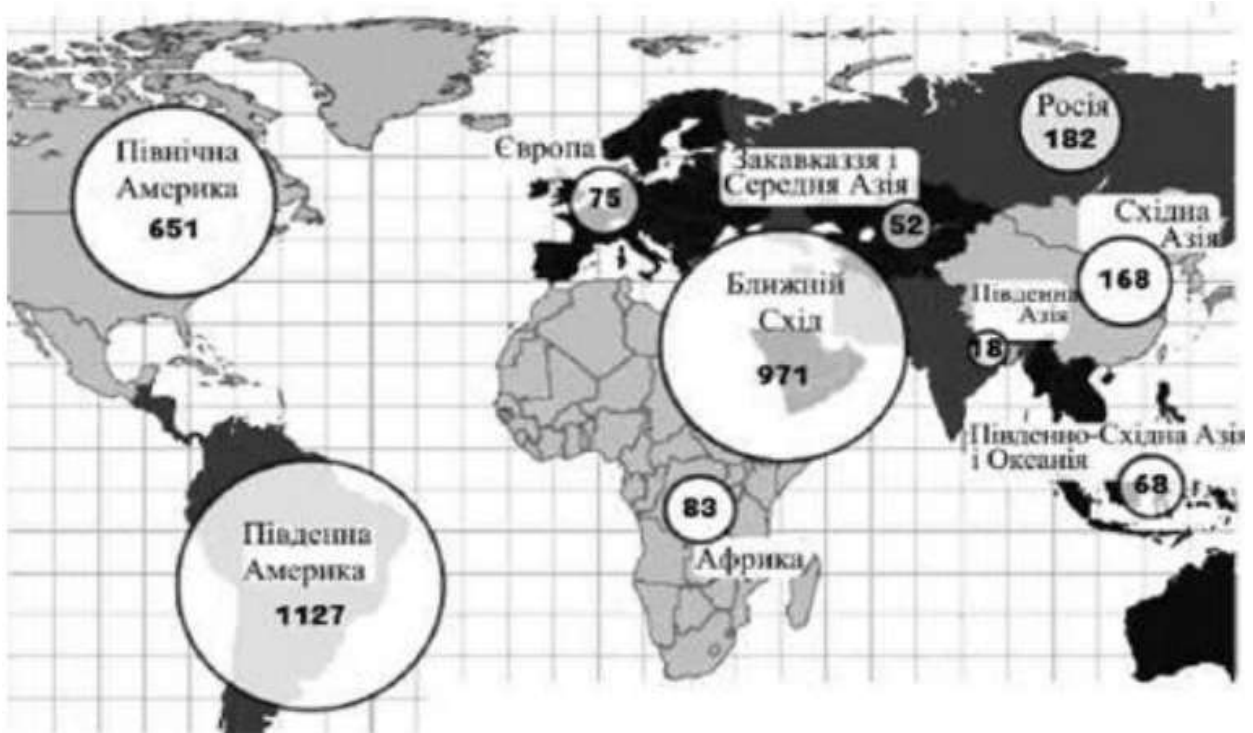 Північна
Америка
651
Європа
75
Закавказзя і
Середня Азія
52
Росія
182
Східна
Азія
168
Ближній
Схід
971
Південна
Азія
18
Південно-Східна Азія
і Океанія
68
83
Африка
Південна
Америка
1127